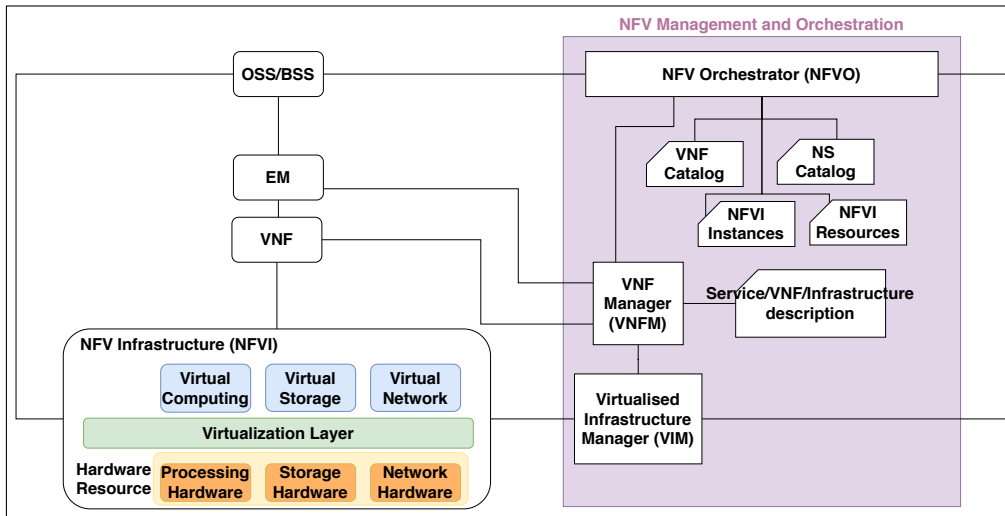 NFV Management and Orchestration
OSS/BSS
NFV Orchestrator (NFVO)
VNF
Catalog
NS
Catalog
EM
NFVI
Instances
NFVI
Resources
VNF
VNF
Manager
(VNFM)
Service/VNF/Infrastructure
description
NFV Infrastructure (NFVI)
Virtual
Computing
Virtual
Storage
Virtual
Network
Virtualised
Infrastructure
Manager (VIM)
Virtualization Layer
Hardware
Resource
Processing
Hardware
Storage
Hardware
Network
Hardware